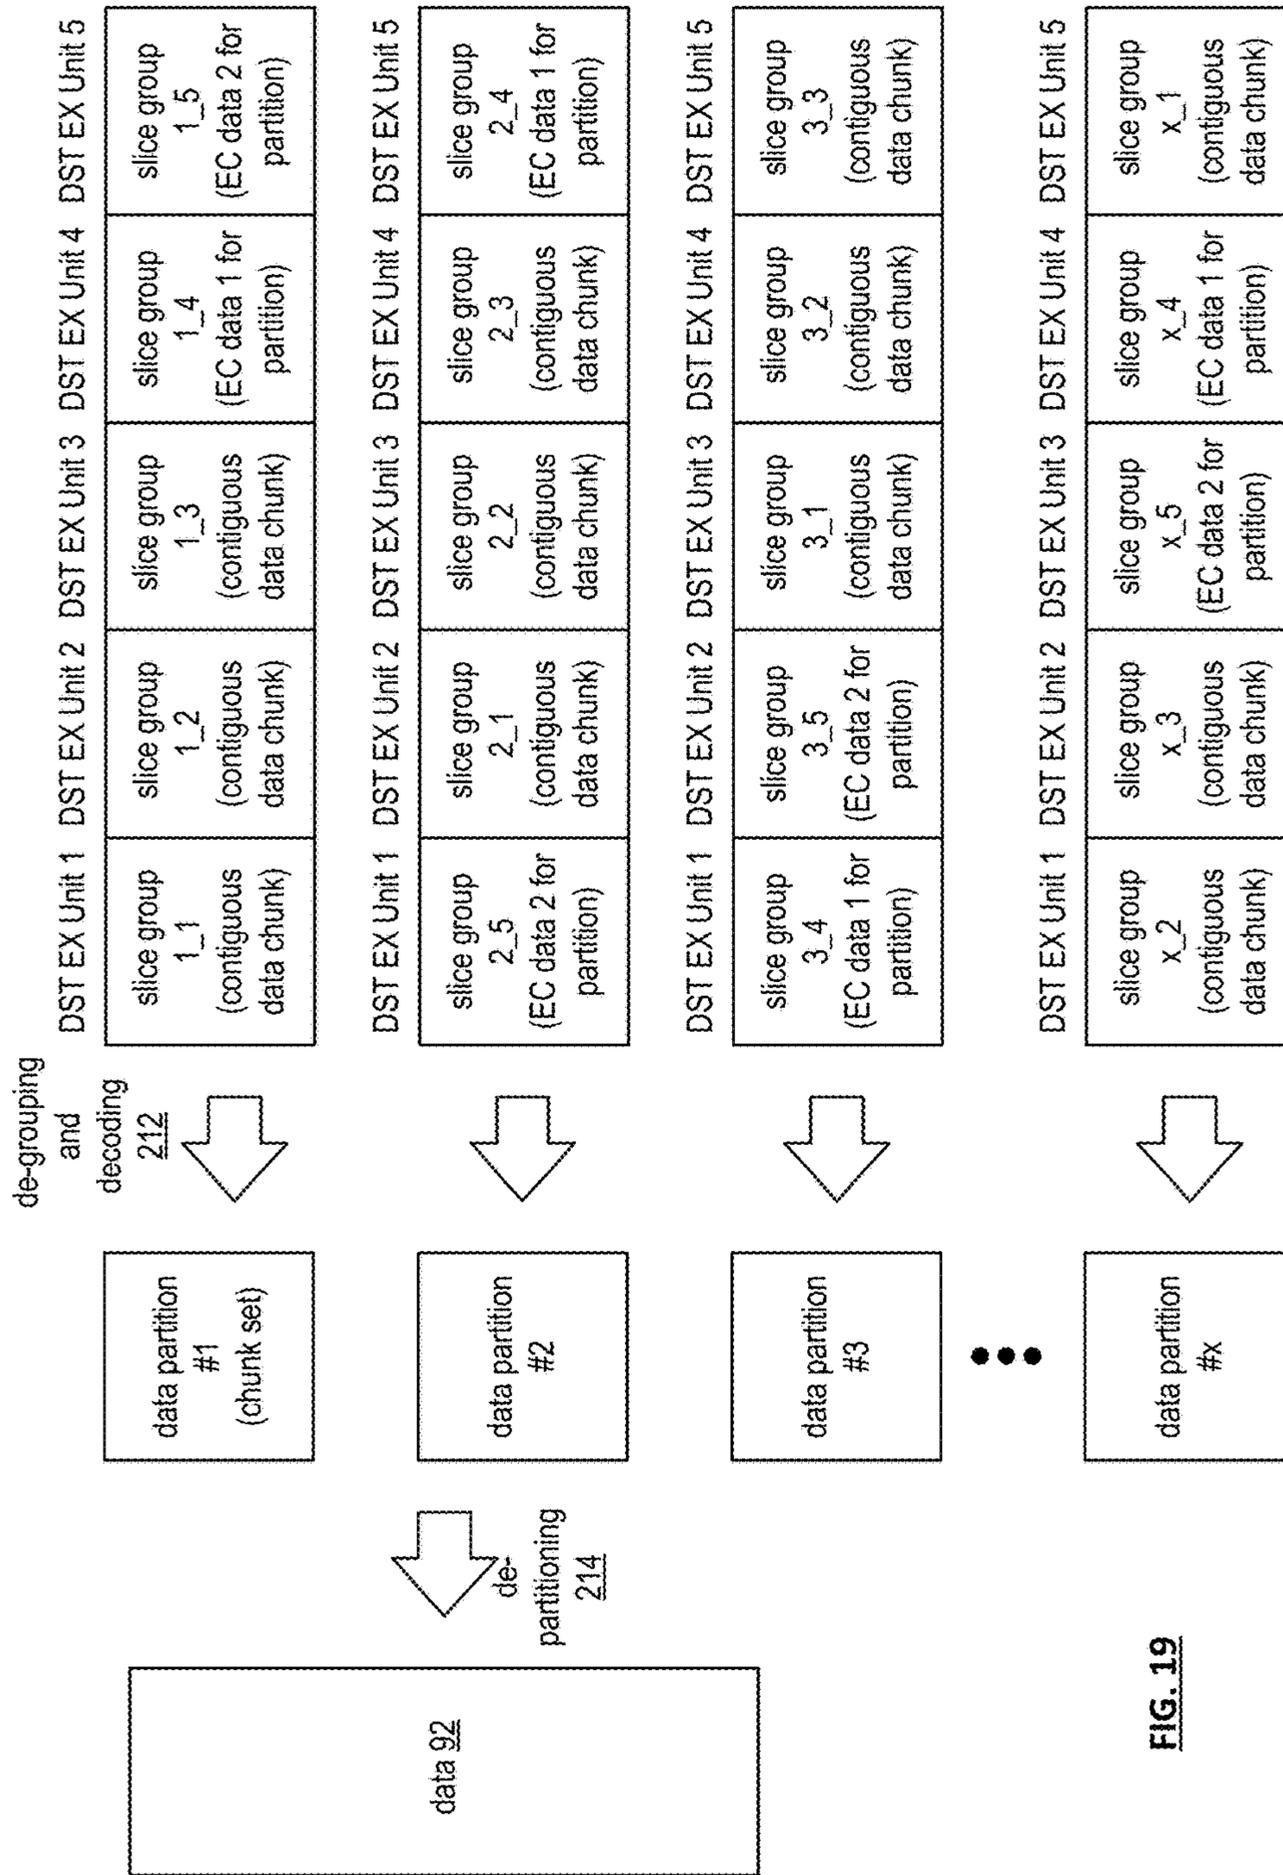 de-grouping
and
decoding
212
DST EX Unit 1
DST EX Unit 2
DST EX Unit 3
DST EX Unit 4
DST EX Unit 5
data partition
#1
(chunk set)
slice group
1_1
(contiguous
data chunk)
slice group
1_2
(contiguous
data chunk)
slice group
1_3
(contiguous
data chunk)
slice group
1_4
(EC data 1 for
partition)
slice group
1_5
(EC data 2 for
partition)
data 92
de-
partitioning
214
DST EX Unit 1
DST EX Unit 2
DST EX Unit 3
DST EX Unit 4
DST EX Unit 5
data partition
#2
slice group
2_5
(EC data 2 for
partition)
slice group
2_1
(contiguous
data chunk)
slice group
2_2
(contiguous
data chunk)
slice group
2_3
(contiguous
data chunk)
slice group
2_4
(EC data 1 for
partition)
DST EX Unit 1
DST EX Unit 2
DST EX Unit 3
DST EX Unit 4
DST EX Unit 5
data partition
#3
slice group
3_4
(EC data 1 for
partition)
slice group
3_5
(EC data 2 for
partition)
slice group
3_1
(contiguous
data chunk)
slice group
3_2
(contiguous
data chunk)
slice group
3_3
(contiguous
data chunk)
DST EX Unit 1
DST EX Unit 2
DST EX Unit 3
DST EX Unit 4
DST EX Unit 5
data partition
#x
slice group
x_2
(contiguous
data chunk)
slice group
x_3
(contiguous
data chunk)
slice group
x_5
(EC data 2 for
partition)
slice group
x_4
(EC data 1 for
partition)
slice group
x_1
(contiguous
data chunk)
FIG. 19